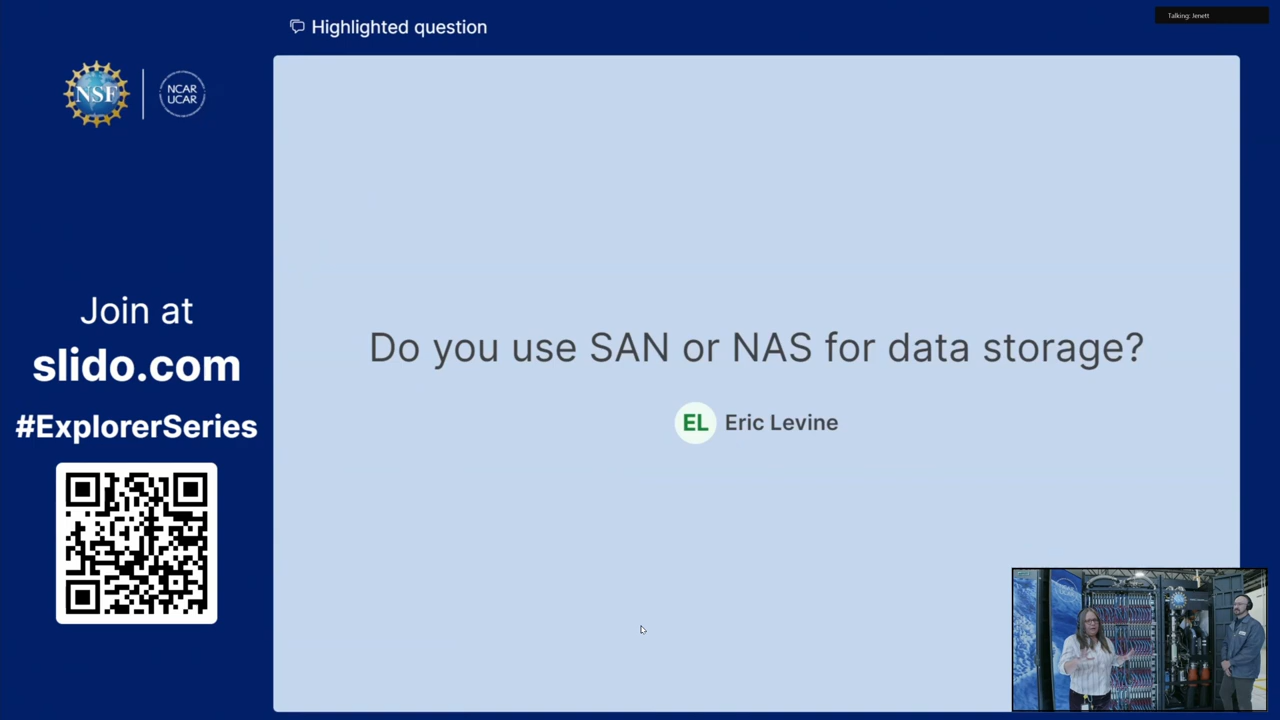 Highlighted question
Talking: Jenett
NSF
NCAR
UCAR
Join at
slido.com
#ExplorerSeries
Do you use SAN or NAS for data storage?
EL Eric Levine